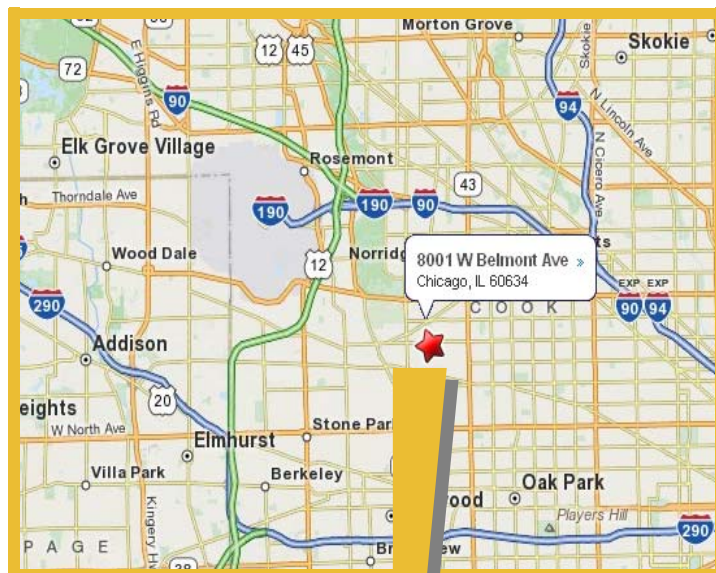 Morton Grove
Skokie
Skokie
12
45
72
E Higgins Rd
90
94
N Lincoln Ave
N Cicero Ave
Elk Grove Village
Rosemont
43
Thorndale Ave
190
190
90
Wood Dale
12
Norridg
ts
8001 W Belmont Ave »
Chicago, IL 60634
EXP EXP
290
90
94
C O O K
Addison
20
eights
W North Ave
Stone Par
Elmhurst
Villa Park
Berkeley
Oak Park
ood
Players Hill
Kingery Hw
290
P A G E
Br
view